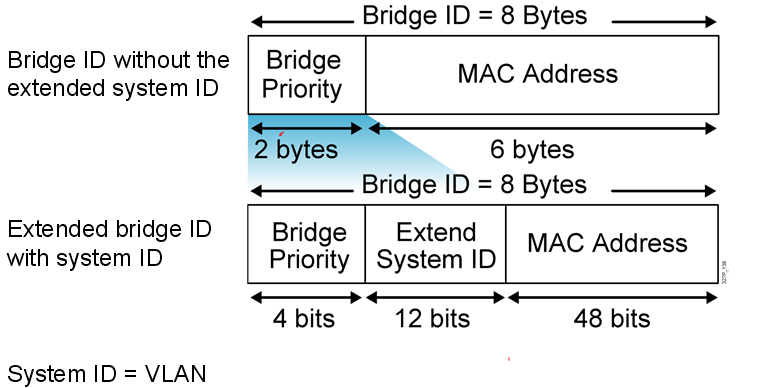 Bridge ID = 8 Bytes
Bridge ID without the
extended system ID
Bridge
Priority
MAC Address
2 bytes
6 bytes
Bridge ID = 8 Bytes
Extended bridge ID
with system ID
Bridge
Priority
Extend
System ID
MAC Address
4 bits
12 bits
48 bits
System ID = VLAN